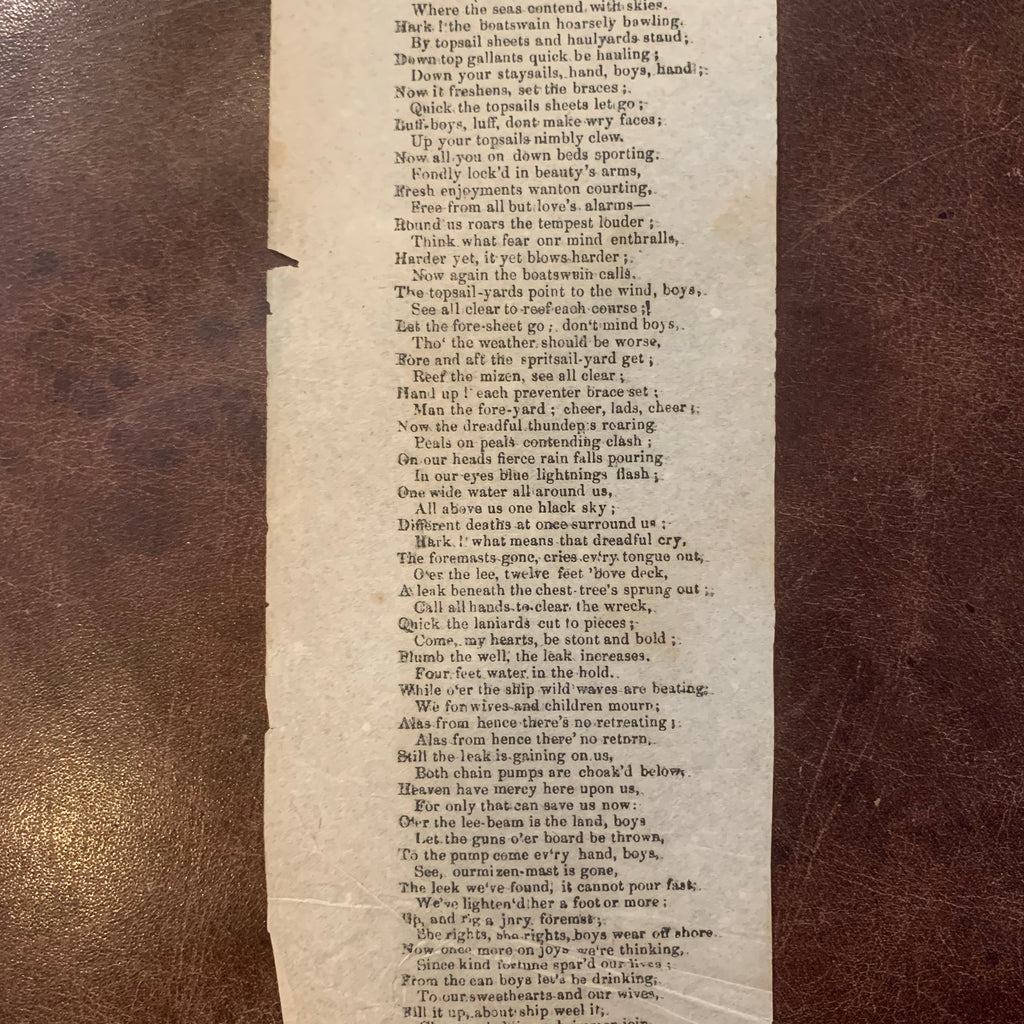 Where the seas contend with skies.
Hark ! the boatswain hoarsely bawling.
By topsail sheets and haulyards staud;
Down top gallants quick be hauling;
Down your staysails, hand, boys, hand;
Now it freshens, set the braces;
Quick the topsails sheets let go;
Luff boys, luff, dont make wry faces;
Up your topsails nimbly clew.
Now all you on down beds sporting.
Fondly lock'd in beauty's arms,
Fresh enjoyments wanton courting,
Free from all but love's alarms—
Round us roars the tempest louder;
Think what fear onr mind enthralls,
Harder yet, it yet blows harder;
Now again the boatswain calls.
The topsail-yards point to the wind, boys,
See all clear to reef each course;!
Let the fore-sheet go; don't mind boys,
Tho' the weather should be worse,
Fore and aft the spritsail-yard get;
Reef the mizen, see all clear;
Hand up ! each preventer brace set;
Man the fore-yard; cheer, lads, cheer;
Now the dreadful thunder's roaring
Peals on peals contending clash;
On our heads fierce rain falls pouring
In our eyes blue lightnings flash;
One wide water all around us,
All above us one hlack sky;
Different deaths at once surround us;
Hark ! what means that dreadful cry,
The foremasts gone, cries ev'ry tongue out,
O'er the lee, twelve feet 'bove deck,
A leak beneath the chest-tree's sprung out;
Call all hands to clear the wreck,
Quick the laniards cut to pieces;
Come, my hearts, be stont and bold;
Plumb the well, the leak increases.
Four feet water in the hold.
While o'er the ship wild waves are beating;
We for wives and children mourn;
Alas from hence there's no retreating;
Alas from hence there' no retnrn,
Still the leak is gaining on us,
Both chain pumps are choak'd below,
Heaven have mercy here upon us,
For only that can save us now:
O'er the lee-beam is the land, boys
Let the guns o'er board be thrown,
To the pump come ev'ry hand, boys,
See, ourmizen-mast is gone,
The leek we've found, it cannot pour fast;
We've lighten'd her a foot or more;
Up, and rig a jnry foremst;
She rights, she rights, boys wear off shore.
Now once more on joys we're thinking,
Since kind fortune spar'd our lives;
From the can boys let's be drinking;
To our sweethearts and our wives,
Fill it up, about ship weel it;